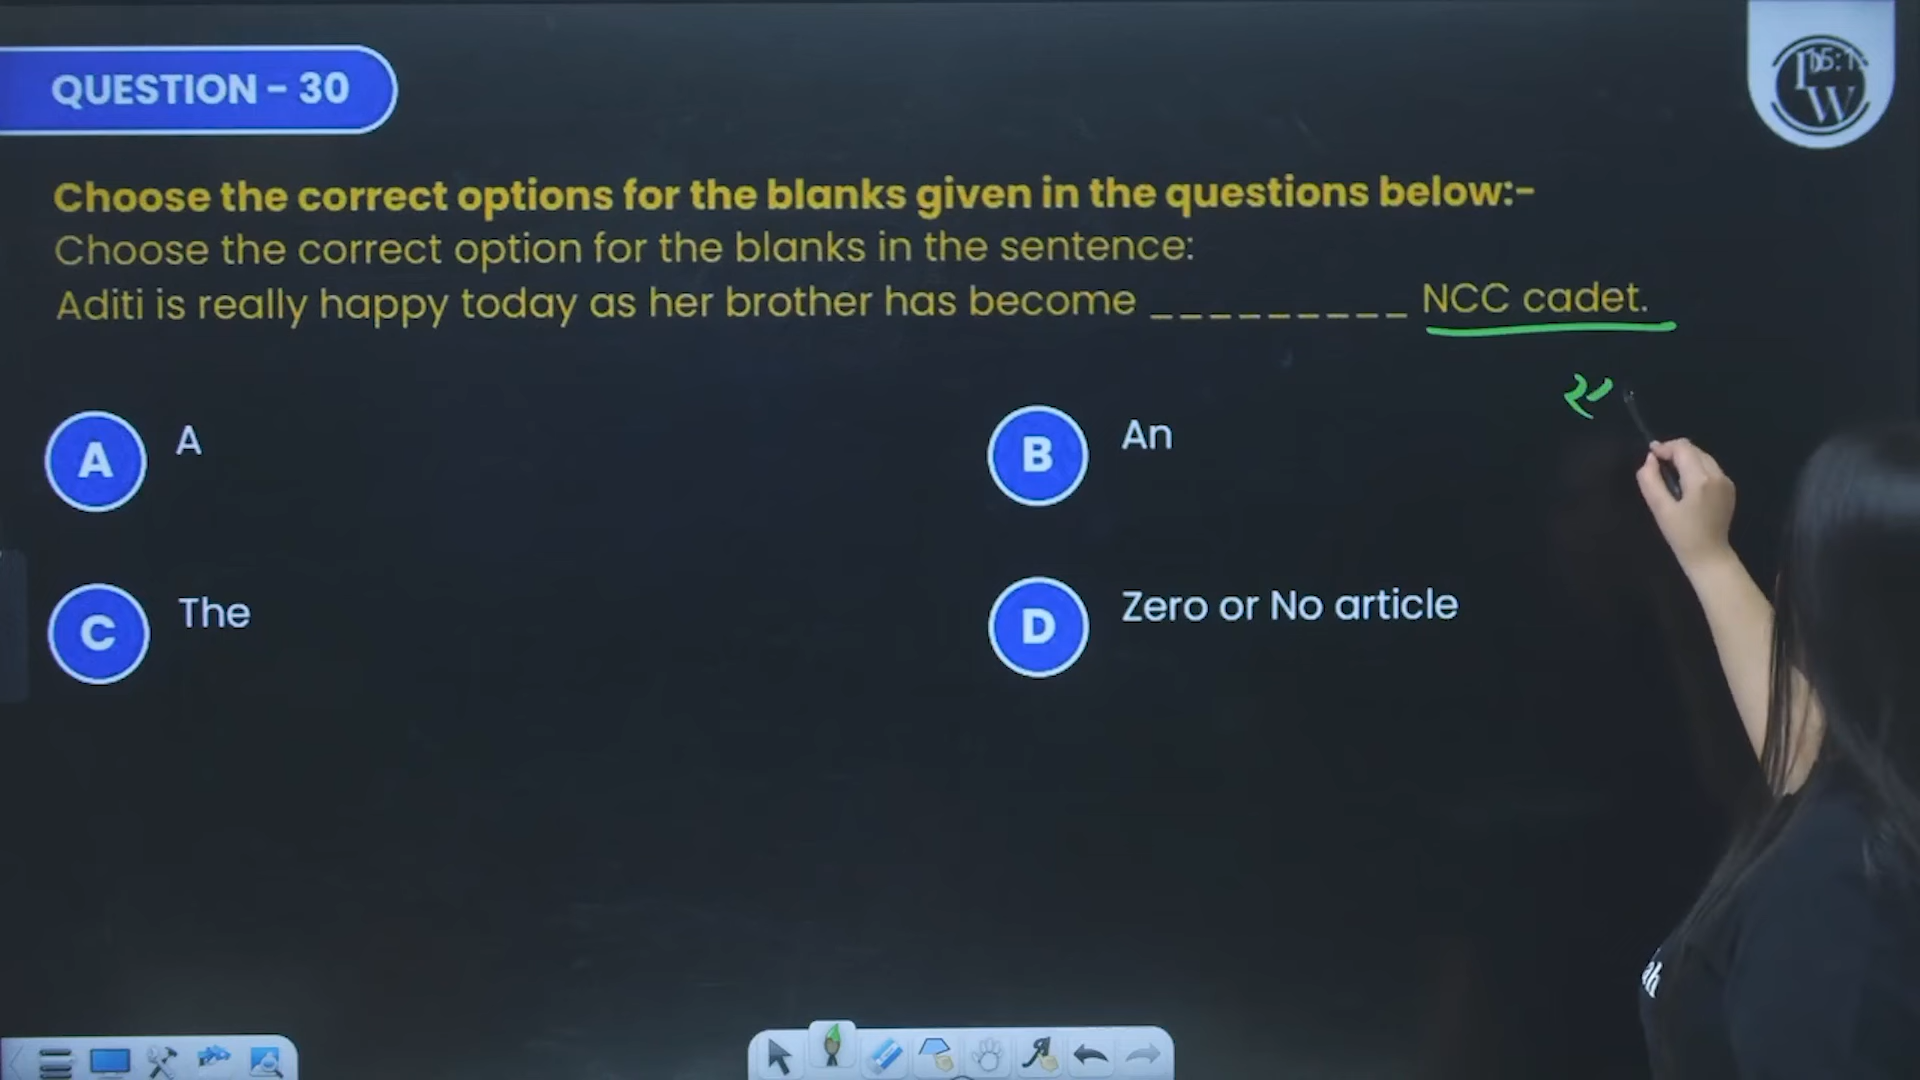 QUESTION - 30
Choose the correct options for the blanks given in the questions below:-
Choose the correct option for the blanks in the sentence:
Aditi is really happy today as her brother has become _________ NCC cadet.
A A
B An
C The
D Zero or No article